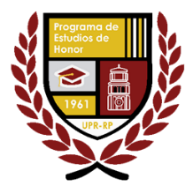 Programa de
Estudios de
Honor
1961
UPR-RP